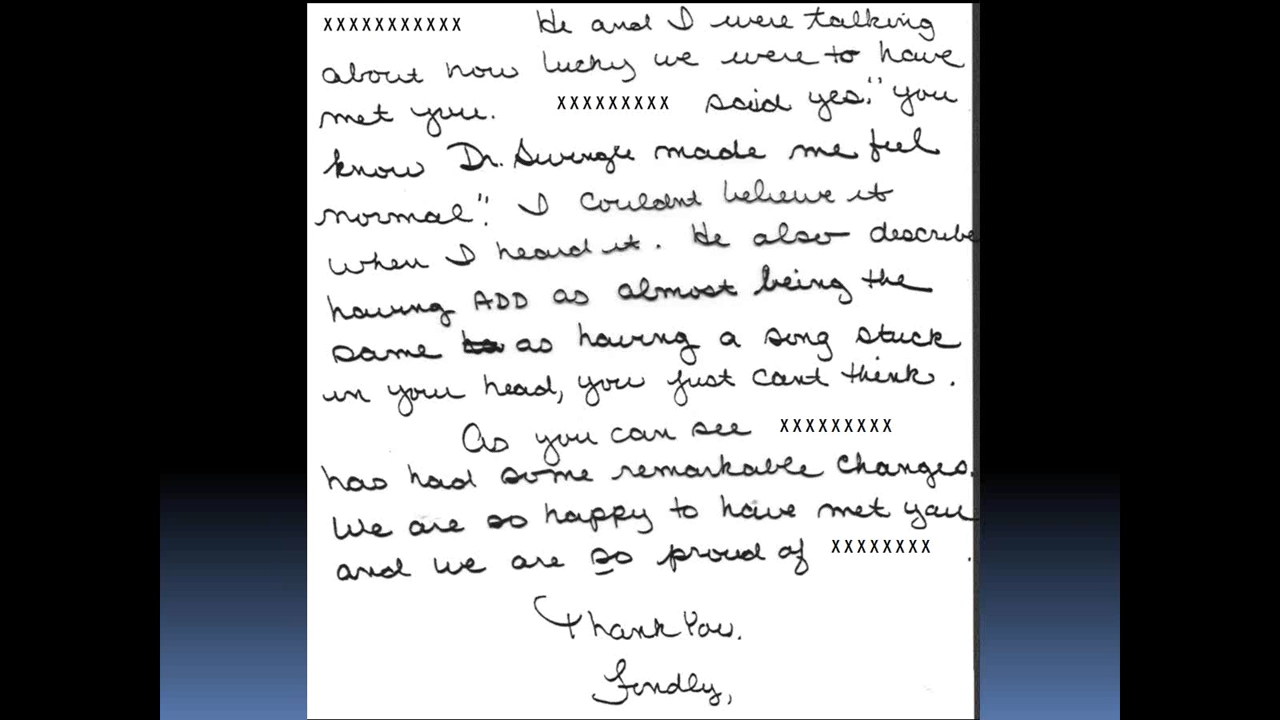 xxxxxxxxxxx He and I were talking
about how lucky we were to have
met you. xxxxxxxxx said yes, "you
know Dr. Swingle made me feel
normal". I couldnt believe it
when I heard it. He also describe
having ADD as almost being the
same as having a song stuck
in your head, you just cant think.
As you can see xxxxxxxxx
has had some remarkable changes.
We are so happy to have met you
and we are so proud of xxxxxxxx .
Thank You.
Fondly,